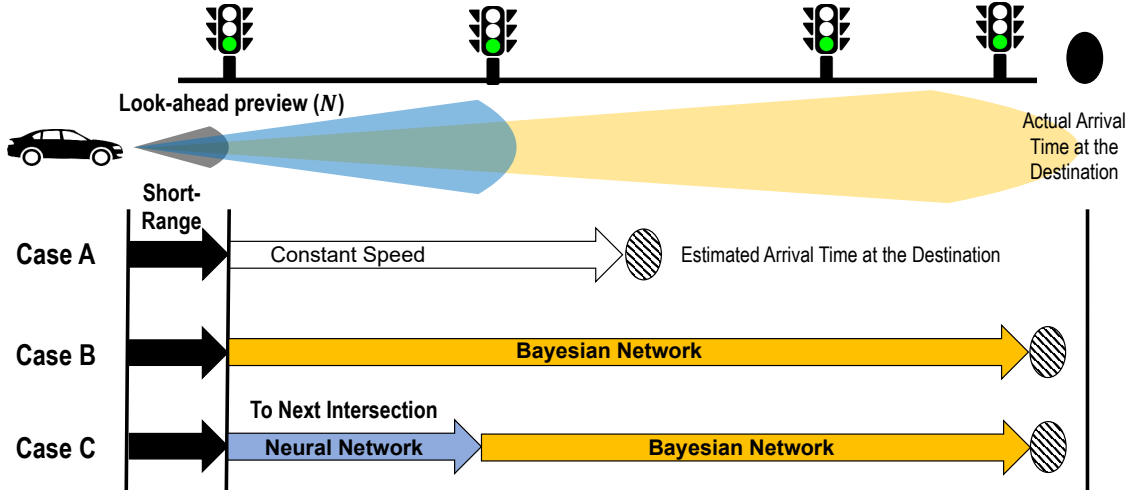 Look-ahead preview (N)
Actual Arrival
Time at the
Destination
Short-
Range
Case A
Constant Speed
Estimated Arrival Time at the Destination
Case B
Bayesian Network
To Next Intersection
Case C
Neural Network
Bayesian Network